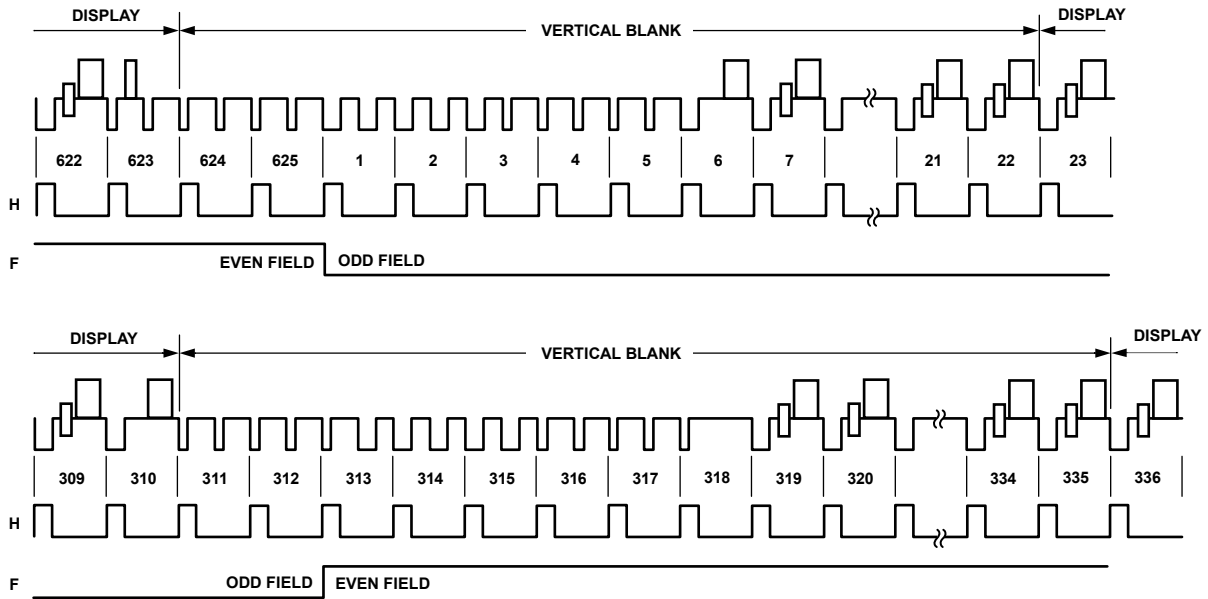 DISPLAY VERTICAL BLANK DISPLAY
622 623 624 625 1 2 3 4 5 6 7 21 22 23
H
F EVEN FIELD ODD FIELD
DISPLAY VERTICAL BLANK DISPLAY
309 310 311 312 313 314 315 316 317 318 319 320 334 335 336
H
F ODD FIELD EVEN FIELD